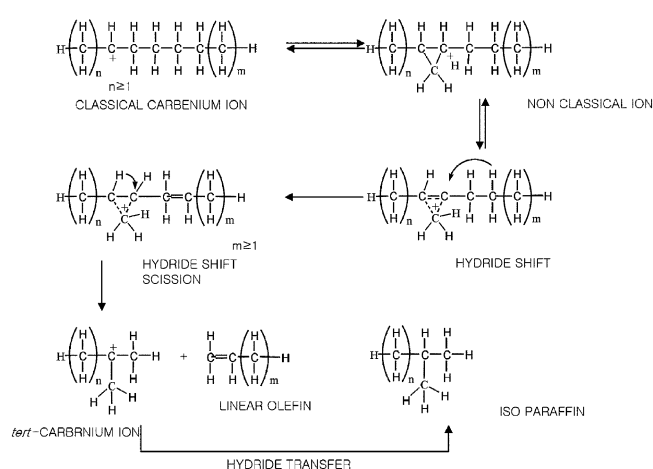 H H H H H H H
H C C C C C C C H
H + H H H H H
n m
n≥1
CLASSICAL CARBENIUM ION
H H H H H H
H C C C C C C H
H + H H H H
n C m
H H
NON CLASSICAL ION
H H H H H H
H C C C C C H
H + H H H
n C m
H H
m≥1
HYDRIDE SHIFT
SCISSION
H H H H H H
H C C C C C H
H + H H H
n C m
H H
HYDRIDE SHIFT
H + H
H C C C H
H H
n C H
H H
tert-CARBRNIUM ION
+
H H H
C C C H
H H H
m
LINEAR OLEFIN
H H H
H C C C H
H H
n C H
H H
ISO PARAFFIN
HYDRIDE TRANSFER